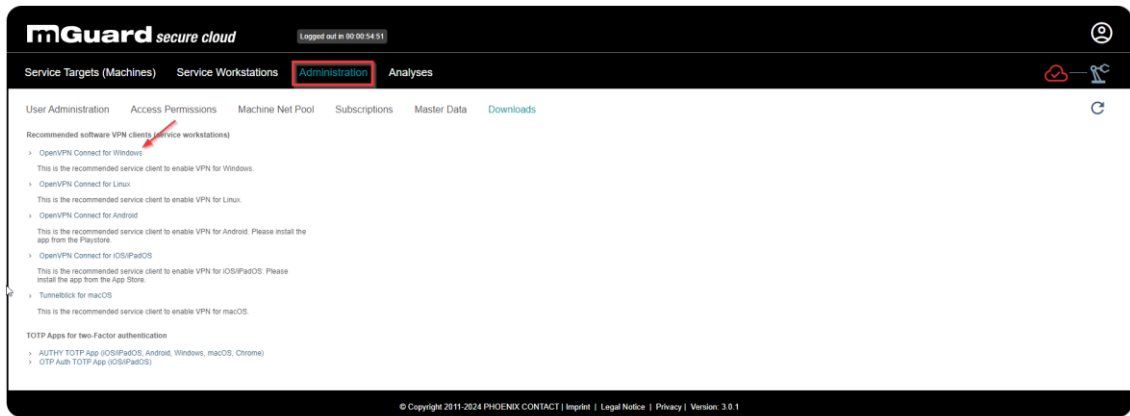 mGuard secure cloud
Logged out in 00:00:54:51
Service Targets (Machines) Service Workstations Administration Analyses
User Administration Access Permissions Machine Net Pool Subscriptions Master Data Downloads
Recommended software VPN clients (service workstations)
› OpenVPN Connect for Windows
This is the recommended service client to enable VPN for Windows.
› OpenVPN Connect for Linux
This is the recommended service client to enable VPN for Linux.
› OpenVPN Connect for Android
This is the recommended service client to enable VPN for Android. Please install the
app from the Playstore.
› OpenVPN Connect for iOS/iPadOS
This is the recommended service client to enable VPN for iOS/iPadOS. Please
install the app from the App Store.
› Tunnelblick for macOS
This is the recommended service client to enable VPN for macOS.
TOTP Apps for two-Factor authentication
› AUTHY TOTP App (iOS/iPadOS, Android, Windows, macOS, Chrome)
› OTP Auth TOTP App (iOS/iPadOS)
© Copyright 2011-2024 PHOENIX CONTACT | Imprint | Legal Notice | Privacy | Version: 3.0.1